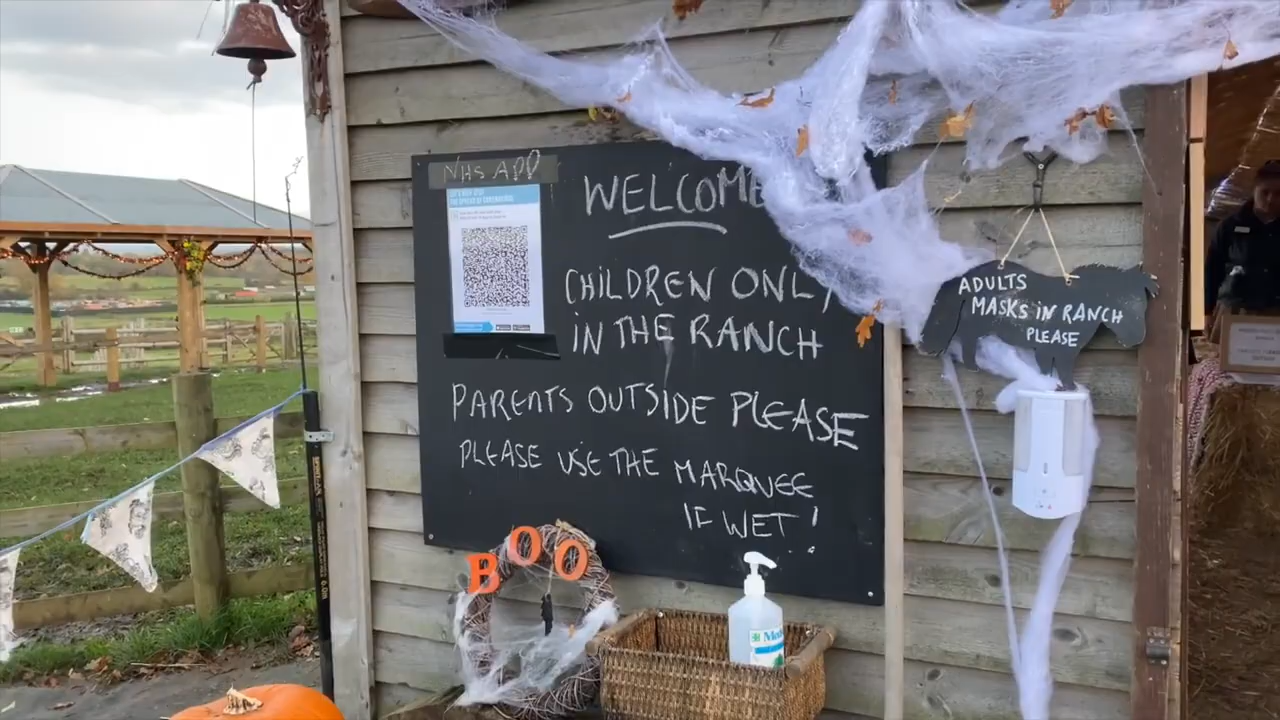 NHS APP
WELCOME
CHILDREN ONLY
IN THE RANCH
PARENTS OUTSIDE PLEASE
PLEASE USE THE MARQUEE
IF WET!
ADULTS
MASKS IN RANCH
PLEASE
BOO